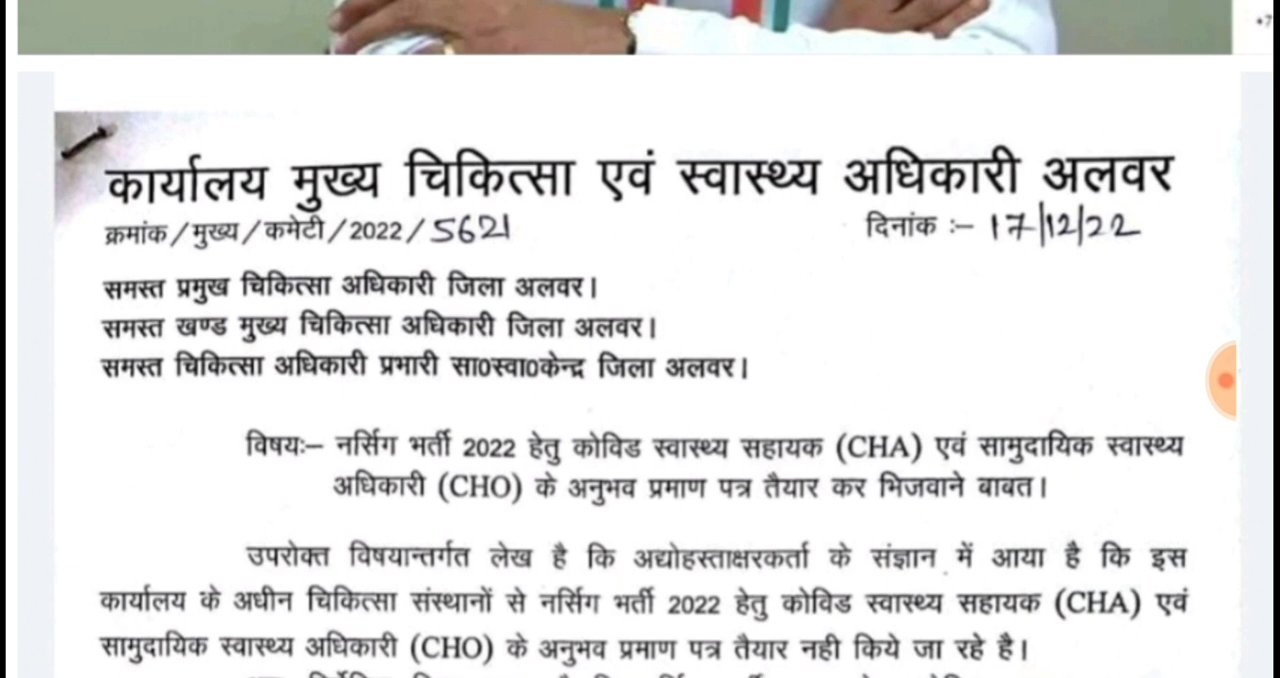 +7
कार्यालय मुख्य चिकित्सा एवं स्वास्थ्य अधिकारी अलवर
क्रमांक/मुख्य/कमेटी/2022/5621 दिनांक :- 17/12/22
समस्त प्रमुख चिकित्सा अधिकारी जिला अलवर।
समस्त खण्ड मुख्य चिकित्सा अधिकारी जिला अलवर।
समस्त चिकित्सा अधिकारी प्रभारी सा0स्वा0केन्द्र जिला अलवर।
विषयः– नर्सिग भर्ती 2022 हेतु कोविड स्वास्थ्य सहायक (CHA) एवं सामुदायिक स्वास्थ्य
अधिकारी (CHO) के अनुभव प्रमाण पत्र तैयार कर भिजवाने बाबत।
उपरोक्त विषयान्तर्गत लेख है कि अद्योहस्ताक्षरकर्ता के संज्ञान में आया है कि इस
कार्यालय के अधीन चिकित्सा संस्थानों से नर्सिग भर्ती 2022 हेतु कोविड स्वास्थ्य सहायक (CHA) एवं
सामुदायिक स्वास्थ्य अधिकारी (CHO) के अनुभव प्रमाण पत्र तैयार नही किये जा रहे है।